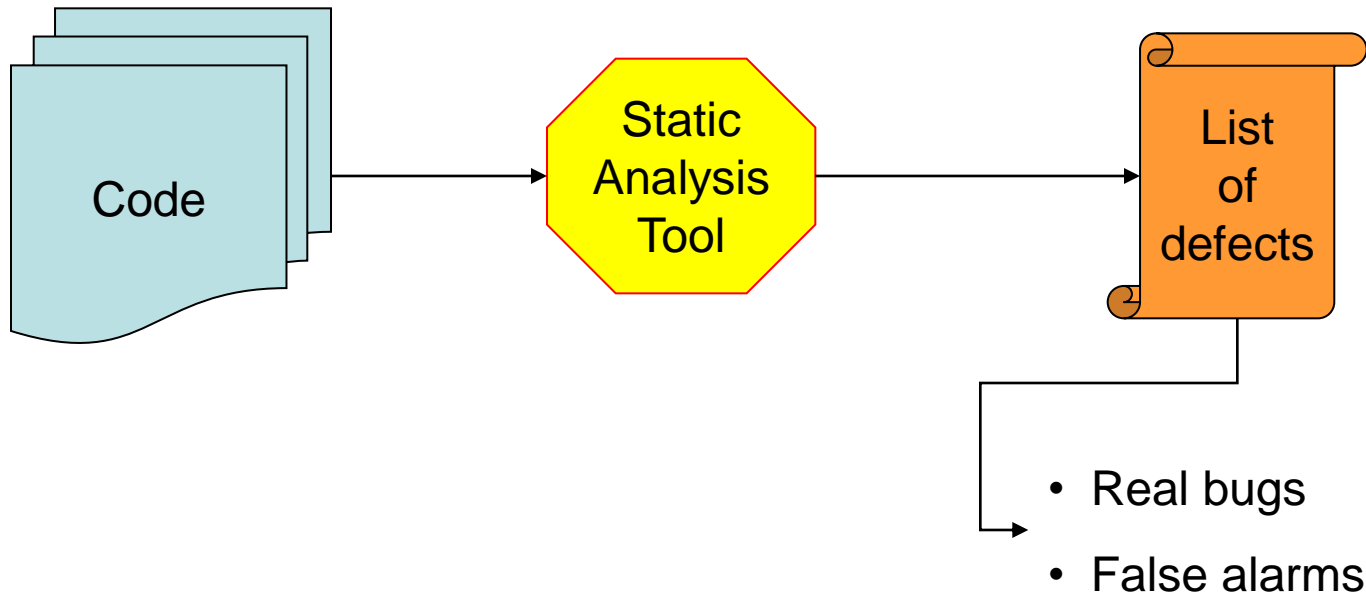 Code
Static
Analysis
Tool
List
of
defects
• Real bugs
• False alarms